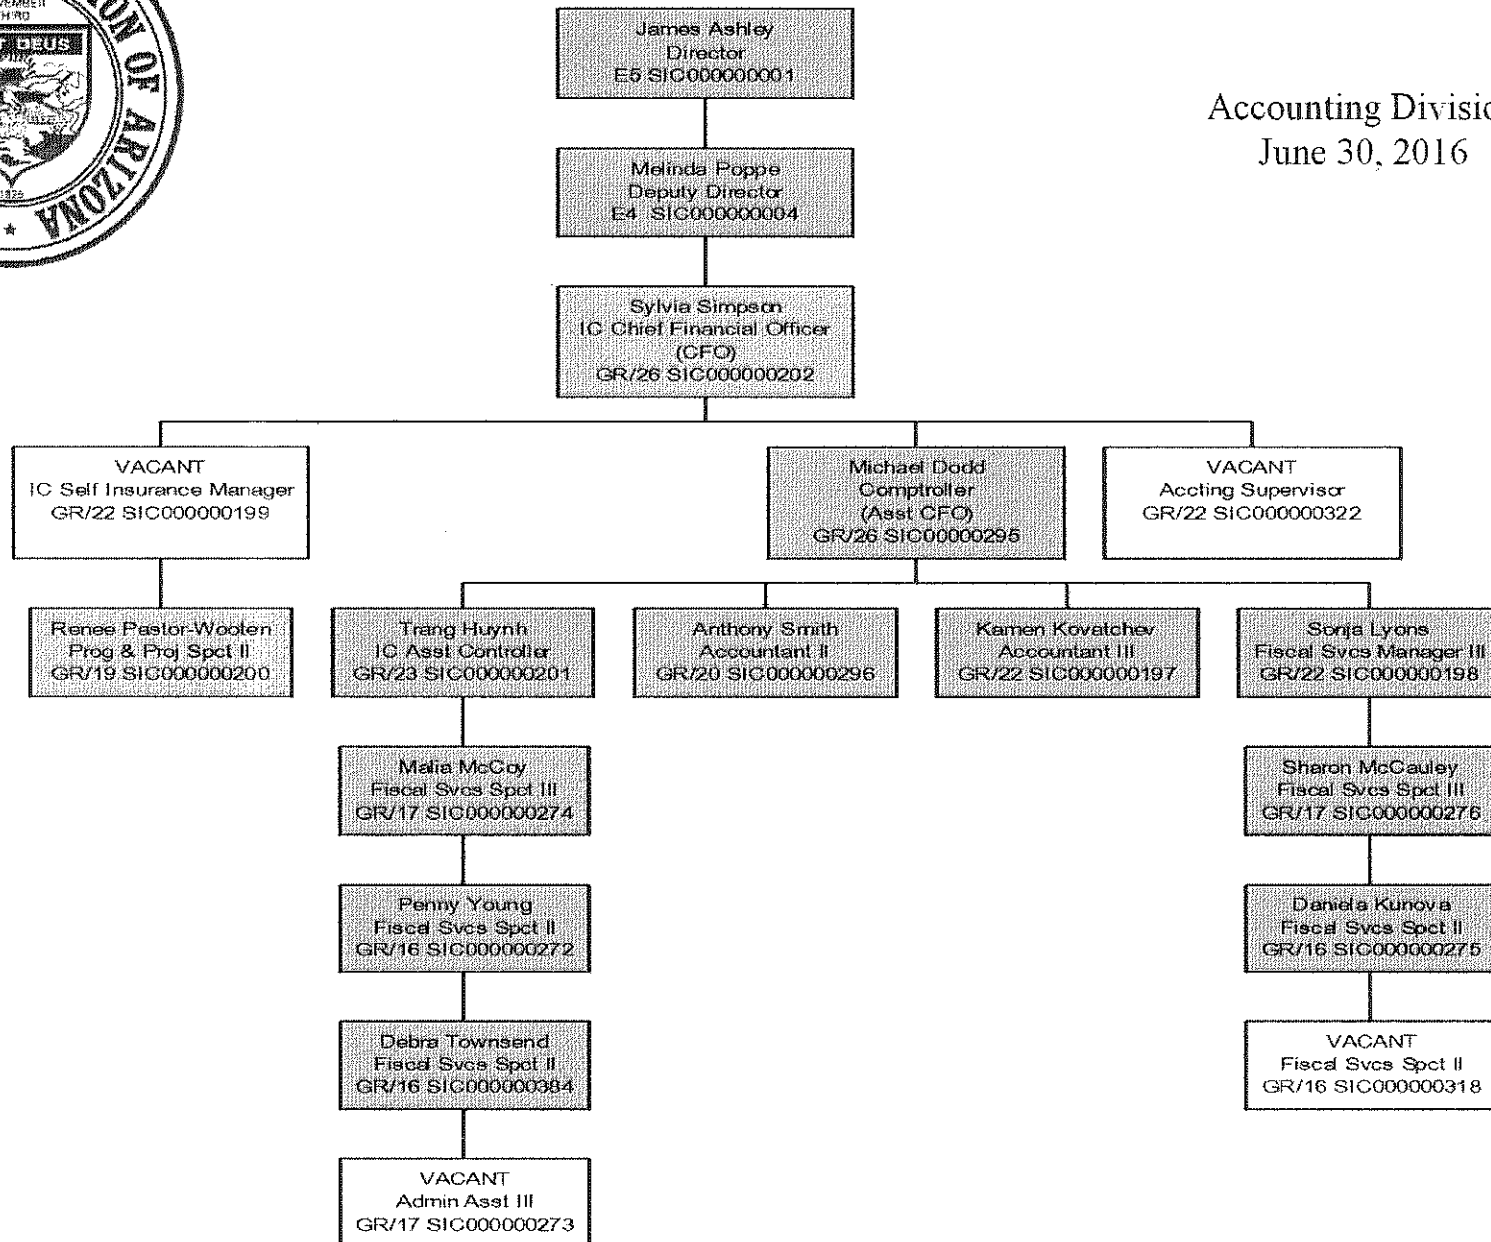 ON OF ARIZONA
DEUS
James Ashley
Director
E5 SIC000000001
Accounting Divisio
June 30, 2016
Melinda Poppe
Deputy Director
E4 SIC000000004
Sylvia Simpson
IC Chief Financial Officer
(CFO)
GR/26 SIC000000202
VACANT
IC Self Insurance Manager
GR/22 SIC000000199
Michael Dodd
Comptroller
(Asst CFO)
GR/26 SIC00000295
VACANT
Accting Supervisor
GR/22 SIC000000322
Renee Pastor-Wooten
Prog & Proj Spct II
GR/19 SIC000000200
Trang Huynh
IC Asst Controller
GR/23 SIC000000201
Anthony Smith
Accountant II
GR/20 SIC000000296
Kamen Kovatchev
Accountant III
GR/22 SIC000000197
Sonja Lyons
Fiscal Svcs Manager III
GR/22 SIC000000198
Malia McCoy
Fiscal Svcs Spct III
GR/17 SIC000000274
Sharon McCauley
Fiscal Svcs Spct III
GR/17 SIC000000276
Penny Young
Fiscal Svcs Spct II
GR/16 SIC000000272
Daniela Kunova
Fiscal Svcs Spct II
GR/16 SIC000000275
Debra Townsend
Fiscal Svcs Spct II
GR/16 SIC000000384
VACANT
Fiscal Svcs Spct II
GR/16 SIC000000318
VACANT
Admin Asst III
GR/17 SIC000000273